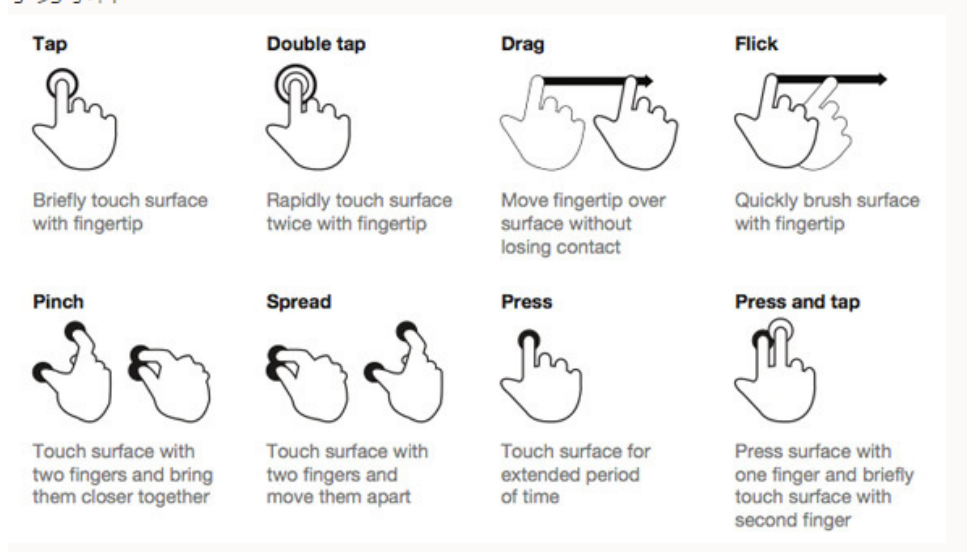 Tap
Briefly touch surface
with fingertip
Double tap
Rapidly touch surface
twice with fingertip
Drag
Move fingertip over
surface without
losing contact
Flick
Quickly brush surface
with fingertip
Pinch
Touch surface with
two fingers and bring
them closer together
Spread
Touch surface with
two fingers and
move them apart
Press
Touch surface for
extended period
of time
Press and tap
Press surface with
one finger and briefly
touch surface with
second finger